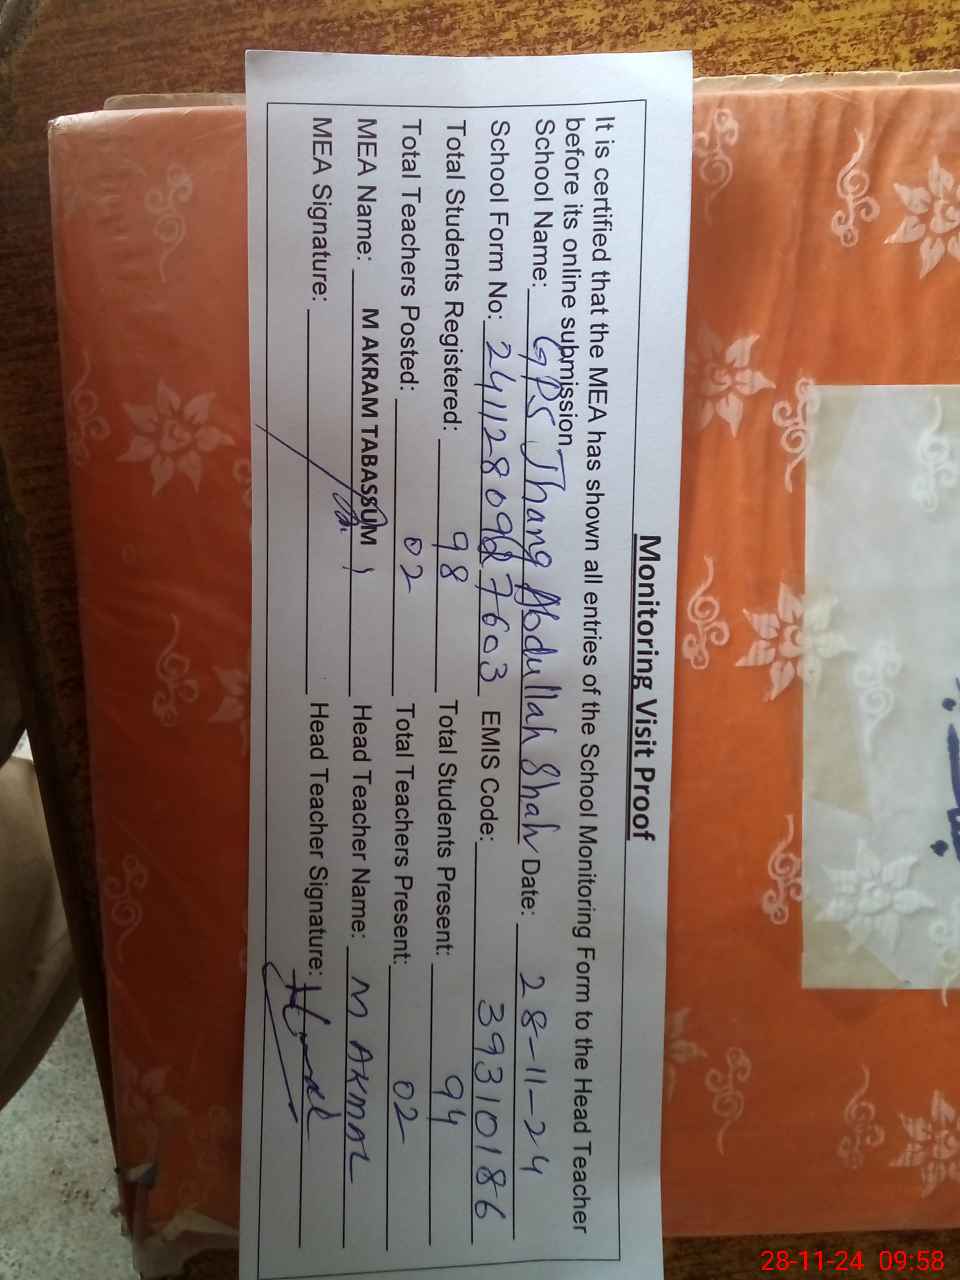 Monitoring Visit Proof
It is certified that the MEA has shown all entries of the School Monitoring Form to the Head Teacher
before its online submission
School Name: GPS Jhang Abdullah Shah Date: 28-11-24
School Form No: EMIS Code: 39310186
Total Students Registered: 98 Total Students Present: 94
Total Teachers Posted: 02 Total Teachers Present: 02
MEA Name: M AKRAM TABASSUM Head Teacher Name: M AKMAL
MEA Signature: Head Teacher Signature:
28-11-24 09:58